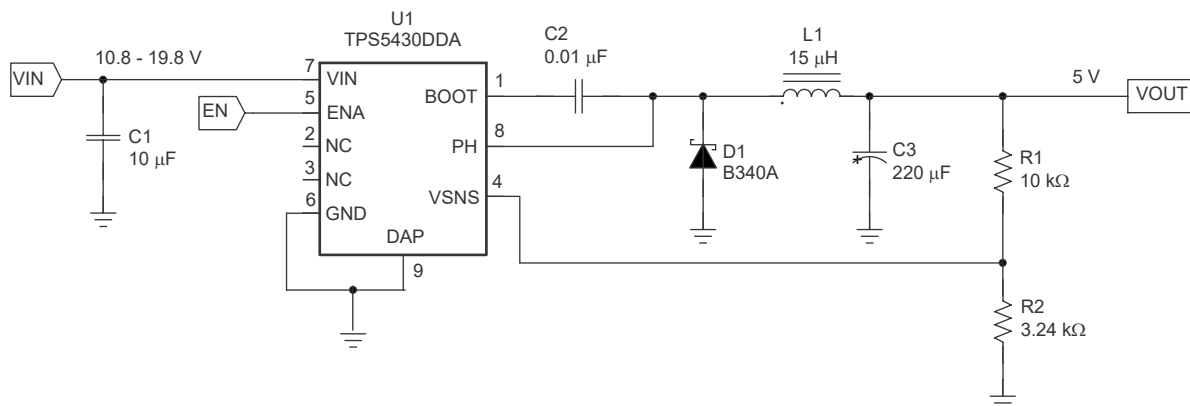 U1
TPS5430DDA
VIN
10.8 - 19.8 V
C1
10 μF
EN
7
VIN
5
ENA
2
NC
3
NC
6
GND
DAP
9
1
BOOT
8
PH
4
VSNS
C2
0.01 μF
D1
B340A
L1
15 μH
C3
220 μF
5 V
VOUT
R1
10 kΩ
R2
3.24 kΩ